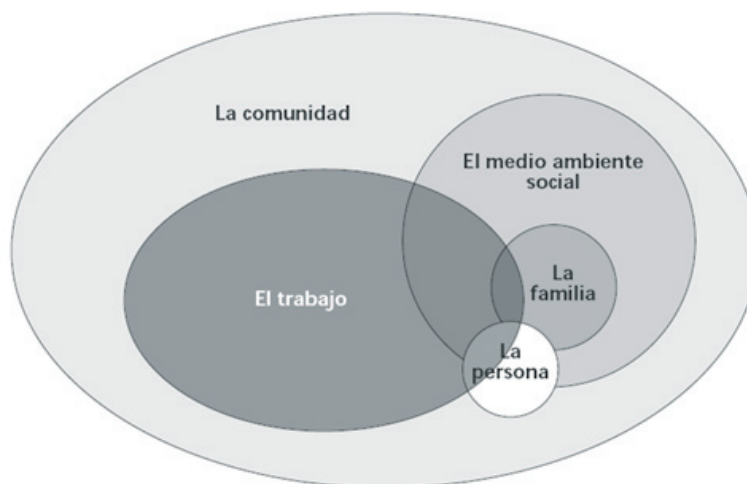 La comunidad
El medio ambiente
social
El trabajo
La
familia
La
persona